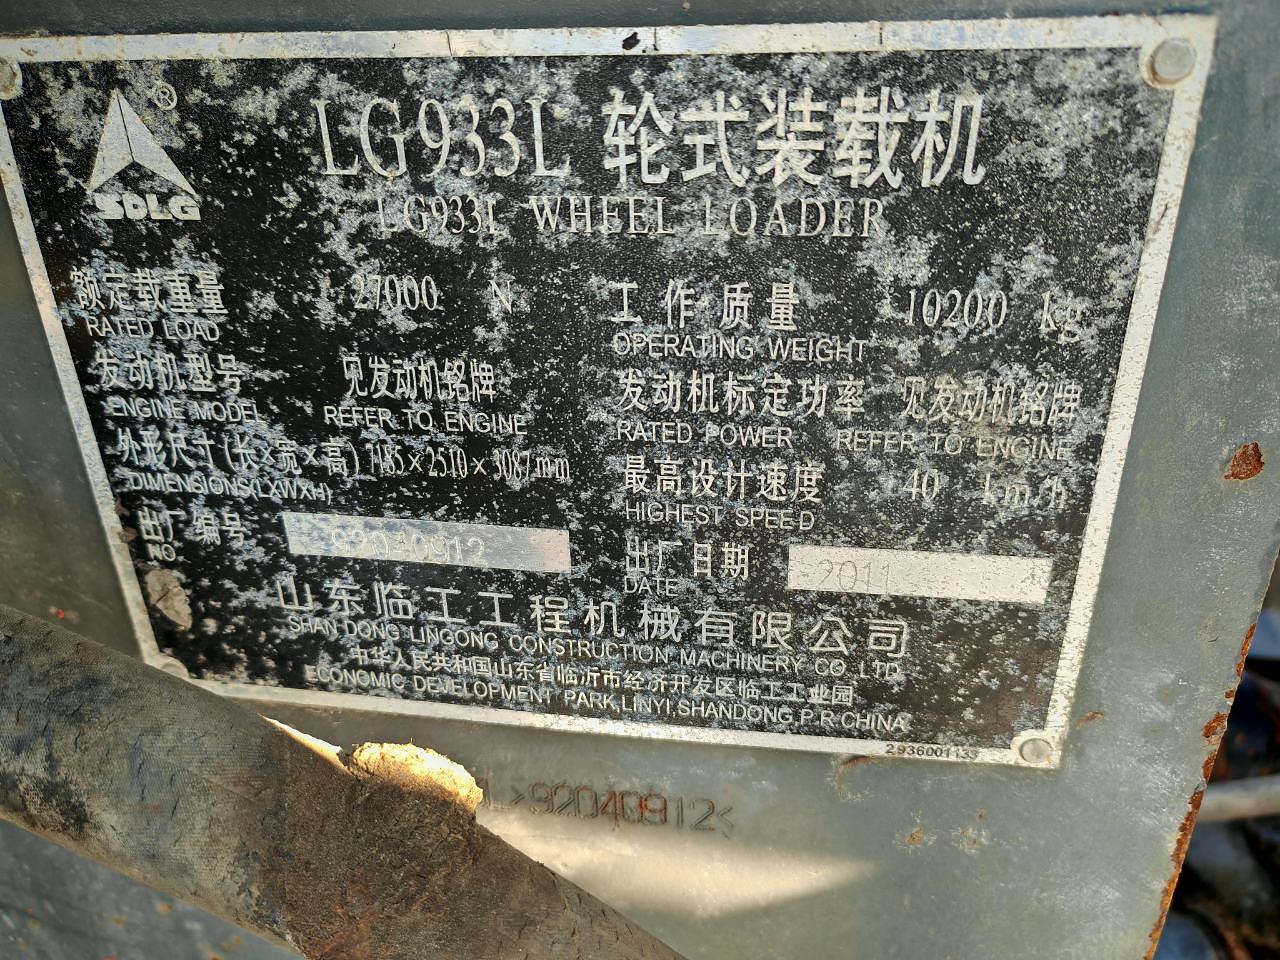 ®
SDLG
LG933L 轮式装载机
LG933L WHEEL LOADER
额定载重量 27000 N
RATED LOAD
工作质量 10200 kg
OPERATING WEIGHT
发动机型号 见发动机铭牌
ENGINE MODEL REFER TO ENGINE
发动机标定功率 见发动机铭牌
RATED POWER REFER TO ENGINE
外形尺寸(长×宽×高) 7185×2510×3087mm
DIMENSIONS(LXWXH)
最高设计速度 40 km/h
HIGHEST SPEED
出厂编号 92040912
NO.
出厂日期 2011
DATE
山东临工工程机械有限公司
SHAN DONG LINGONG CONSTRUCTION MACHINERY CO LTD
中华人民共和国山东省临沂市经济开发区临工工业园
ECONOMIC DEVELOPMENT PARK,LINYI,SHANDONG,P.R.CHINA
2936001133
>92040912<